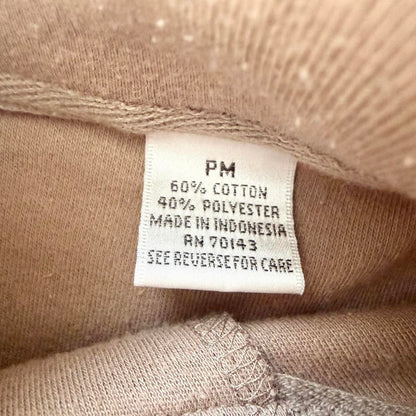 PM
60% COTTON
40% POLYESTER
MADE IN INDONESIA
RN 70143
SEE REVERSE FOR CARE